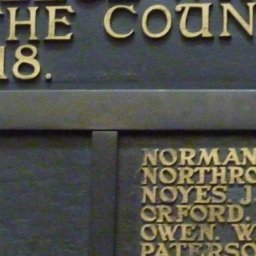 THE COUN
18.
NORMAN
NORTHRO
NOYES. J.
ORFORD.
OWEN. W
PATERSO